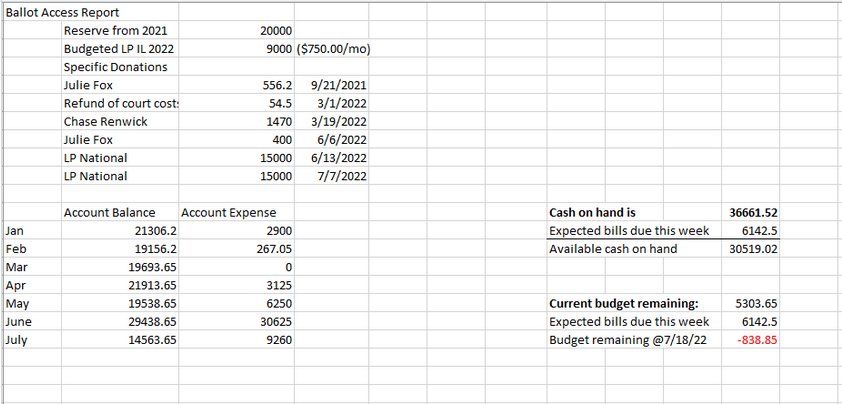 Ballot Access Report
Reserve from 2021 20000
Budgeted LP IL 2022 9000 ($750.00/mo)
Specific Donations
Julie Fox 556.2 9/21/2021
Refund of court costs 54.5 3/1/2022
Chase Renwick 1470 3/19/2022
Julie Fox 400 6/6/2022
LP National 15000 6/13/2022
LP National 15000 7/7/2022
Account Balance Account Expense Cash on hand is 36661.52
Jan 21306.2 2900 Expected bills due this week 6142.5
Feb 19156.2 267.05 Available cash on hand 30519.02
Mar 19693.65 0
Apr 21913.65 3125
May 19538.65 6250 Current budget remaining: 5303.65
June 29438.65 30625 Expected bills due this week 6142.5
July 14563.65 9260 Budget remaining @7/18/22 -838.85